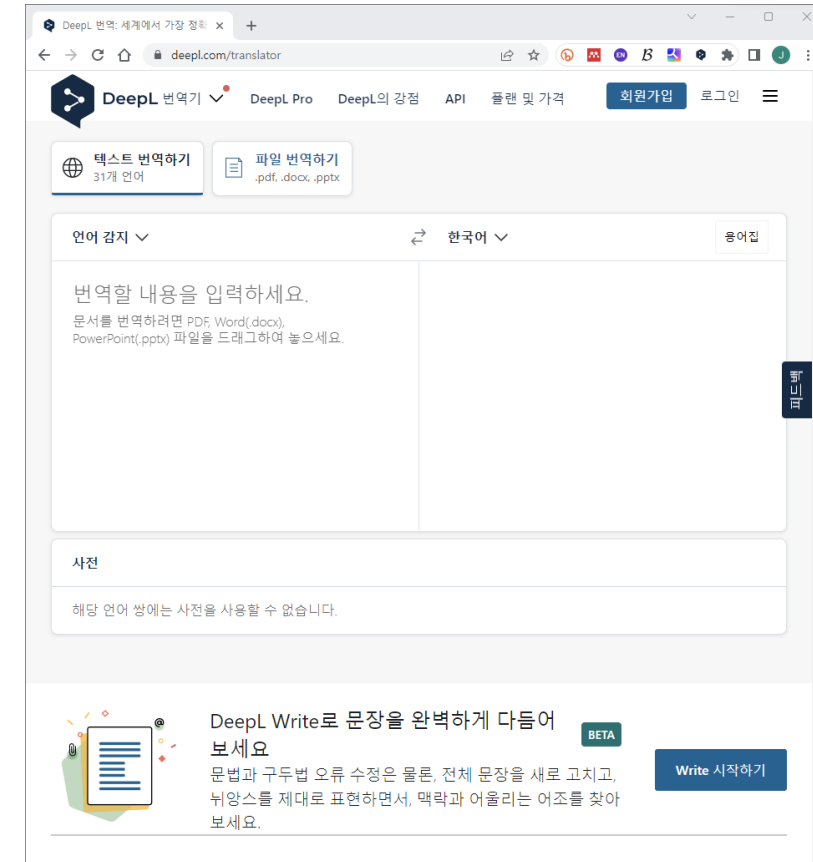 DeepL 번역: 세계에서 가장 정확
deepl.com/translator
DeepL 번역기
DeepL Pro
DeepL의 강점
API
플랜 및 가격
회원가입
로그인
텍스트 번역하기
31개 언어
파일 번역하기
.pdf, .docx, .pptx
언어 감지
한국어
용어집
번역할 내용을 입력하세요.
문서를 번역하려면 PDF, Word(.docx),
PowerPoint(.pptx) 파일을 드래그하여 놓으세요.
피드백
사전
해당 언어 쌍에는 사전을 사용할 수 없습니다.
DeepL Write로 문장을 완벽하게 다듬어
보세요
BETA
문법과 구두법 오류 수정은 물론, 전체 문장을 새로 고치고,
뉘앙스를 제대로 표현하면서, 맥락과 어울리는 어조를 찾아
보세요.
Write 시작하기